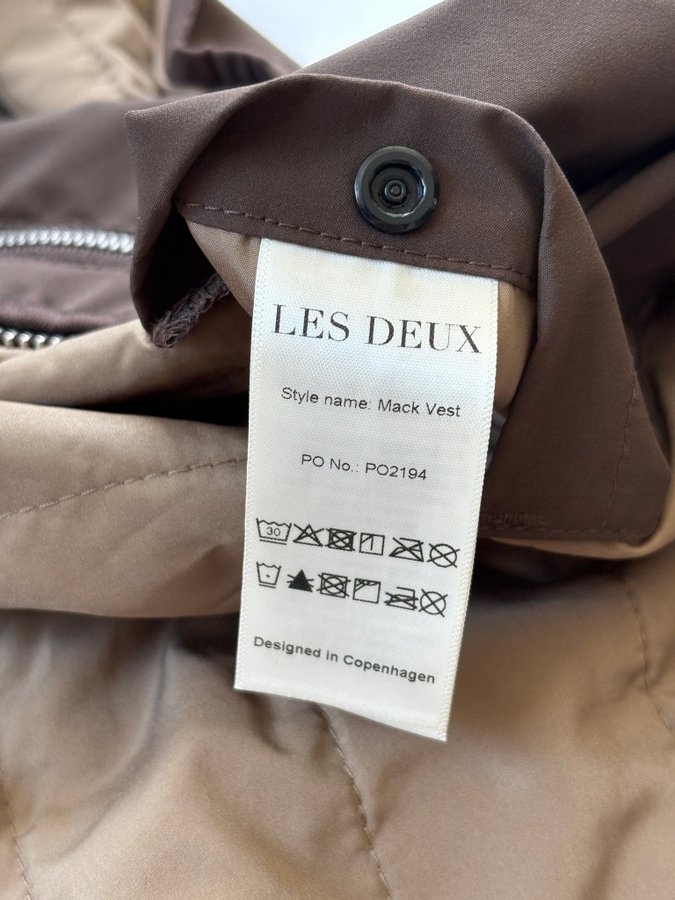 LES DEUX
Style name: Mack Vest
PO No.: PO2194
30
Designed in Copenhagen